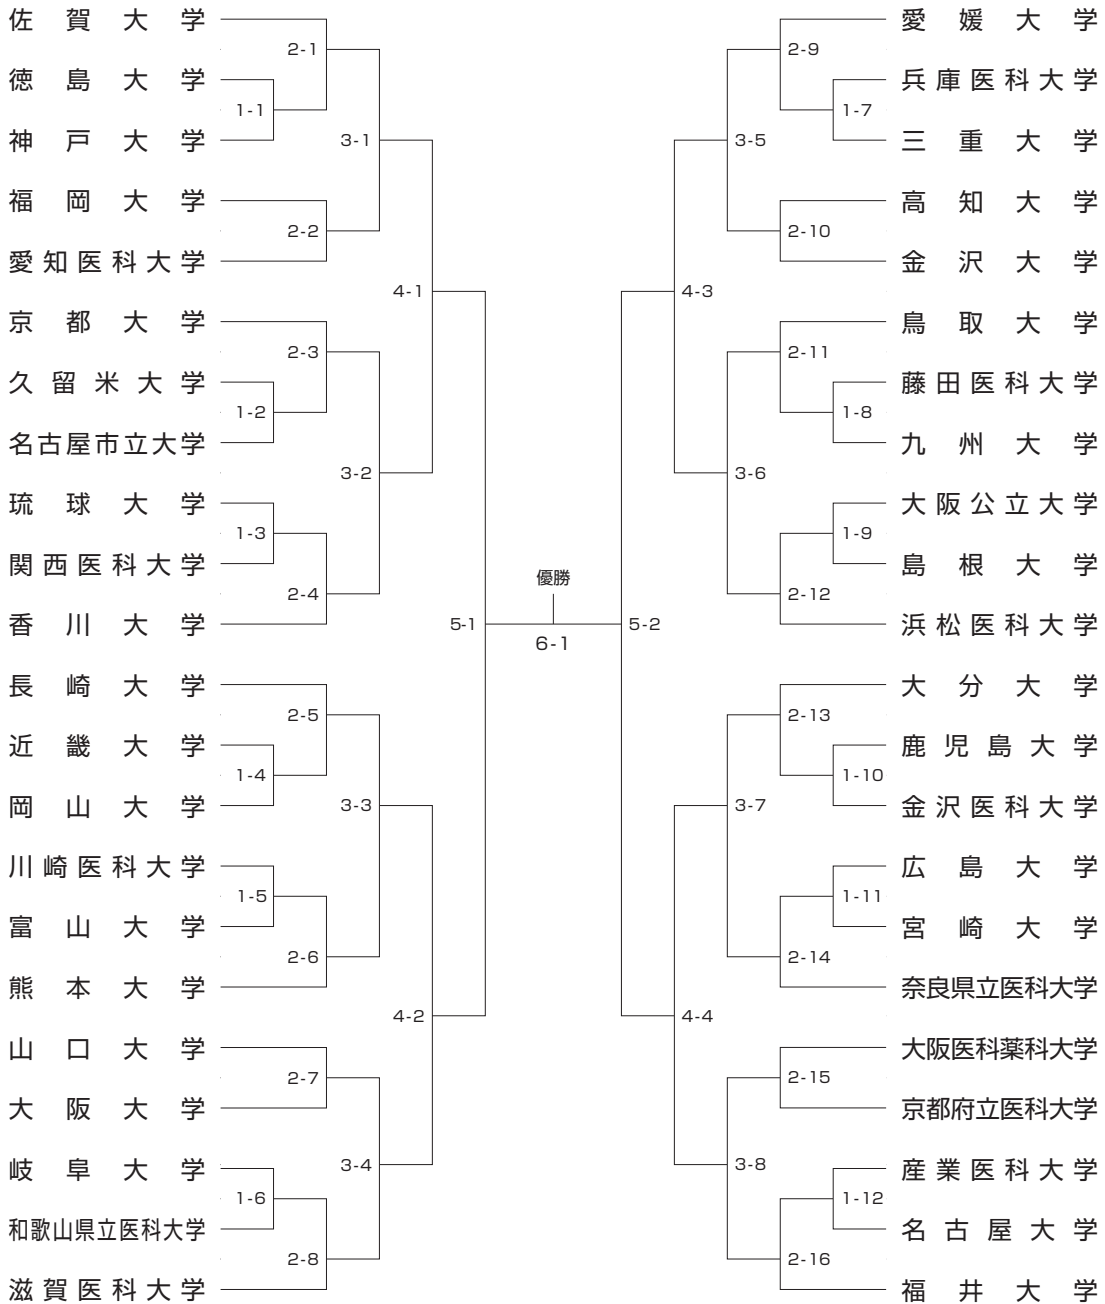 佐賀大学
2-1
徳島大学
1-1
神戸大学
3-1
福岡大学
2-2
愛知医科大学
4-1
京都大学
2-3
久留米大学
1-2
名古屋市立大学
3-2
琉球大学
1-3
関西医科大学
2-4
香川大学
5-1
長崎大学
2-5
近畿大学
1-4
岡山大学
3-3
川崎医科大学
1-5
富山大学
2-6
熊本大学
4-2
山口大学
2-7
大阪大学
3-4
岐阜大学
1-6
和歌山県立医科大学
2-8
滋賀医科大学
優勝
6-1
愛媛大学
2-9
兵庫医科大学
1-7
三重大学
3-5
高知大学
2-10
金沢大学
4-3
鳥取大学
2-11
藤田医科大学
1-8
九州大学
3-6
大阪公立大学
1-9
島根大学
2-12
浜松医科大学
5-2
大分大学
2-13
鹿児島大学
1-10
金沢医科大学
3-7
広島大学
1-11
宮崎大学
2-14
奈良県立医科大学
4-4
大阪医科薬科大学
2-15
京都府立医科大学
3-8
産業医科大学
1-12
名古屋大学
2-16
福井大学